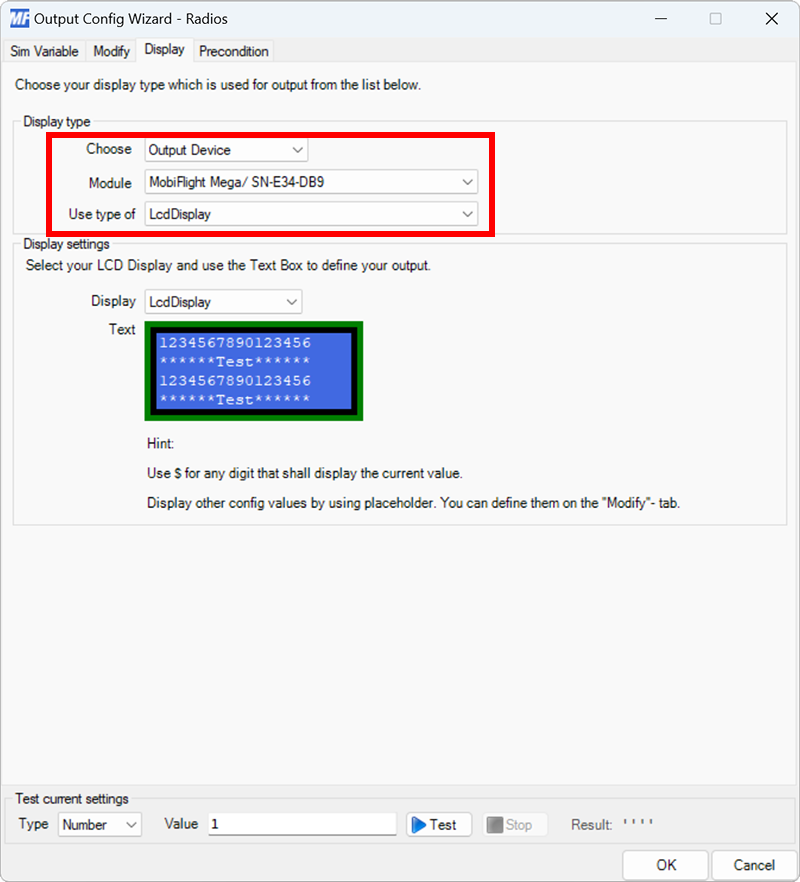 MF Output Config Wizard - Radios
Sim Variable Modify Display Precondition
Choose your display type which is used for output from the list below.
Display type
Choose Output Device
Module MobiFlight Mega/ SN-E34-DB9
Use type of LcdDisplay
Display settings
Select your LCD Display and use the Text Box to define your output.
Display LcdDisplay
Text
1234567890123456
******Test******
1234567890123456
******Test******
Hint:
Use $ for any digit that shall display the current value.
Display other config values by using placeholder. You can define them on the "Modify"- tab.
Test current settings
Type Number Value 1 Test Stop Result: ' ' ' '
OK Cancel